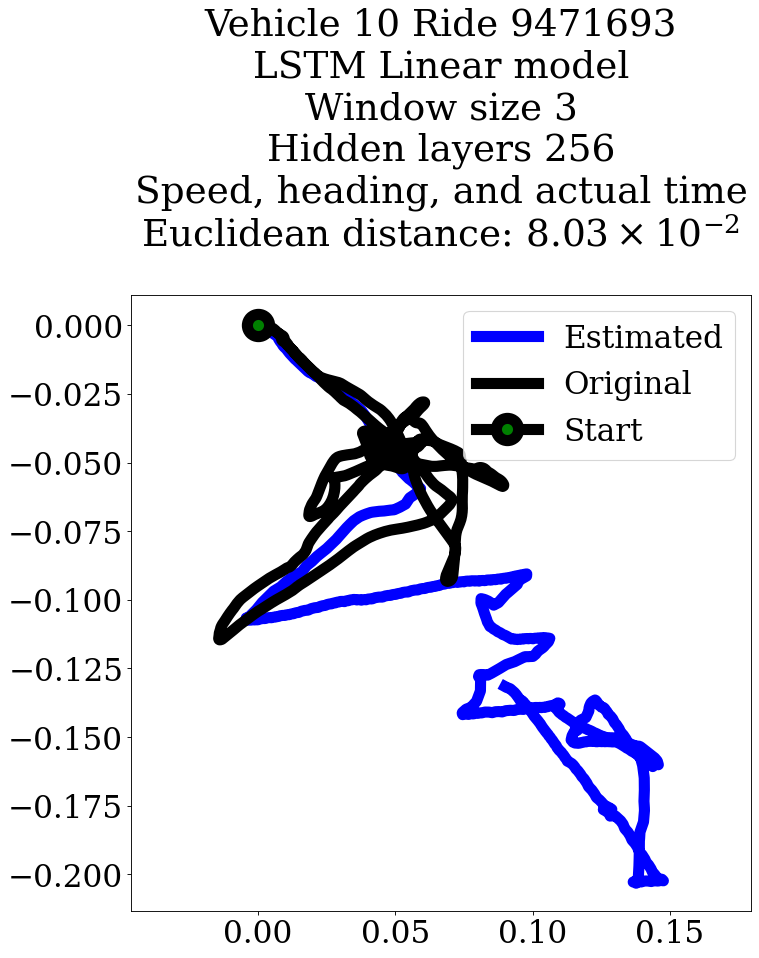 Vehicle 10 Ride 9471693
LSTM Linear model
Window size 3
Hidden layers 256
Speed, heading, and actual time
Euclidean distance: 8.03 × 10⁻²
Estimated
Original
Start
0.000
−0.025
−0.050
−0.075
−0.100
−0.125
−0.150
−0.175
−0.200
0.00 0.05 0.10 0.15